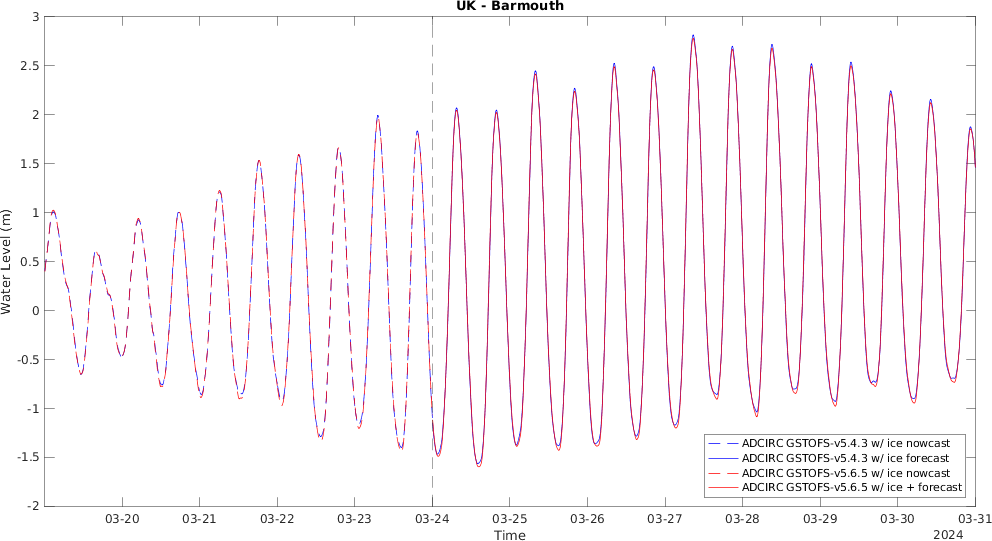 UK - Barmouth
3
2.5
2
1.5
1
0.5
0
-0.5
-1
-1.5
-2
Water Level (m)
ADCIRC GSTOFS-v5.4.3 w/ ice nowcast
ADCIRC GSTOFS-v5.4.3 w/ ice forecast
ADCIRC GSTOFS-v5.6.5 w/ ice nowcast
ADCIRC GSTOFS-v5.6.5 w/ ice + forecast
03-20 03-21 03-22 03-23 03-24 03-25 03-26 03-27 03-28 03-29 03-30 03-31
Time
2024